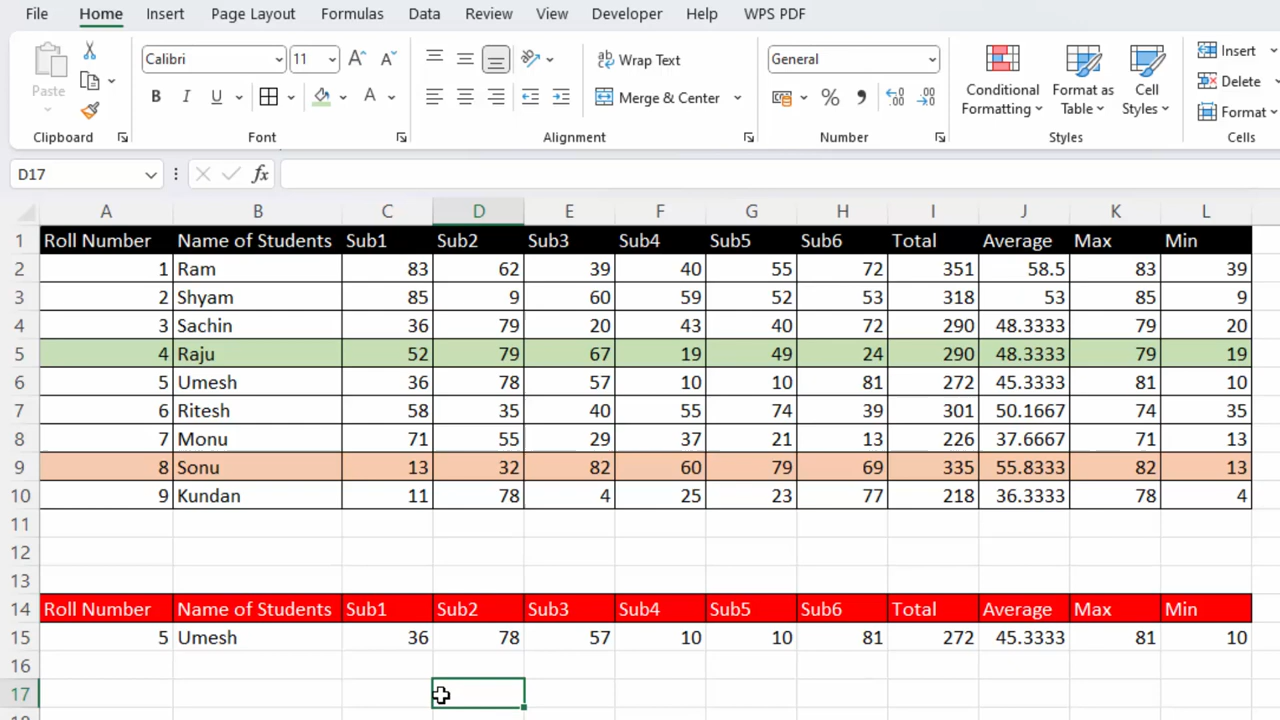 File Home Insert Page Layout Formulas Data Review View Developer Help WPS PDF
Paste
Clipboard
Calibri 11 A A
B I U A
Font
ab Wrap Text
c
Merge & Center
Alignment
General
% 9 .00 .00
Number
Conditional Formatting
Format as Table
Cell Styles
Styles
Insert
Delete
Format
Cells
D17 fx
A B C D E F G H I J K L
1 Roll Number Name of Students Sub1 Sub2 Sub3 Sub4 Sub5 Sub6 Total Average Max Min
2 1 Ram 83 62 39 40 55 72 351 58.5 83 39
3 2 Shyam 85 9 60 59 52 53 318 53 85 9
4 3 Sachin 36 79 20 43 40 72 290 48.3333 79 20
5 4 Raju 52 79 67 19 49 24 290 48.3333 79 19
6 5 Umesh 36 78 57 10 10 81 272 45.3333 81 10
7 6 Ritesh 58 35 40 55 74 39 301 50.1667 74 35
8 7 Monu 71 55 29 37 21 13 226 37.6667 71 13
9 8 Sonu 13 32 82 60 79 69 335 55.8333 82 13
10 9 Kundan 11 78 4 25 23 77 218 36.3333 78 4
11
12
13
14 Roll Number Name of Students Sub1 Sub2 Sub3 Sub4 Sub5 Sub6 Total Average Max Min
15 5 Umesh 36 78 57 10 10 81 272 45.3333 81 10
16
17